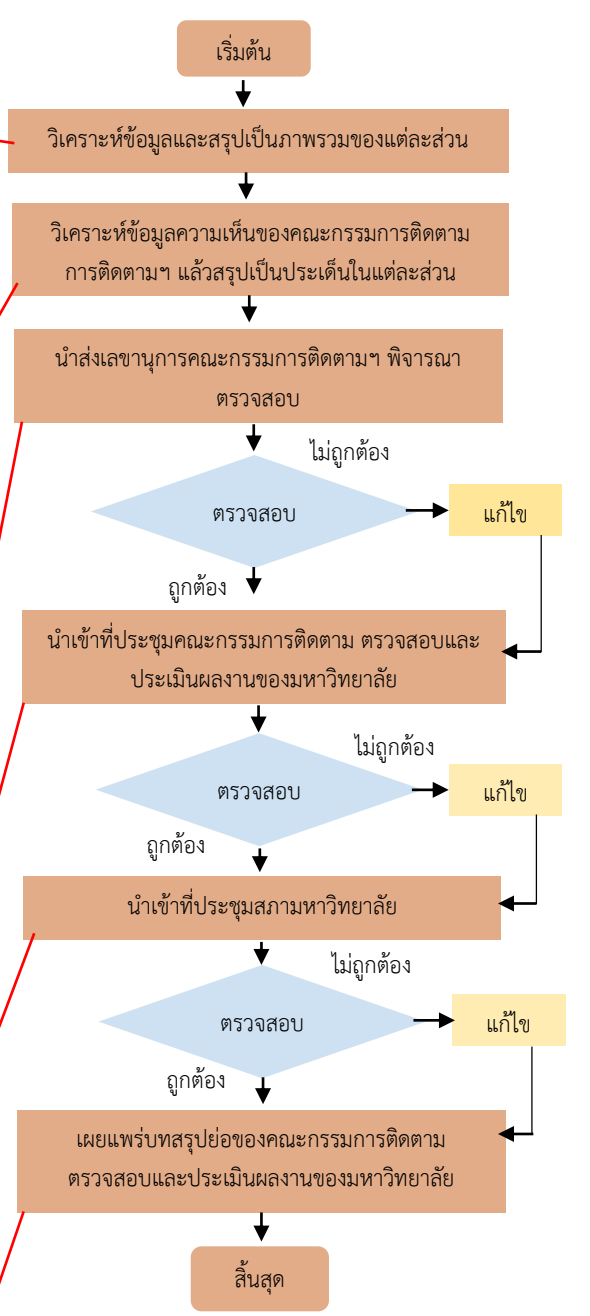 เริ่มต้น
วิเคราะห์ข้อมูลและสรุปเป็นภาพรวมของแต่ละส่วน
วิเคราะห์ข้อมูลความเห็นของคณะกรรมการติดตาม
การติดตามฯ แล้วสรุปเป็นประเด็นในแต่ละส่วน
นำส่งเลขานุการคณะกรรมการติดตามฯ พิจารณา
ตรวจสอบ
ไม่ถูกต้อง
ตรวจสอบ
แก้ไข
ถูกต้อง
นำเข้าที่ประชุมคณะกรรมการติดตาม ตรวจสอบและ
ประเมินผลงานของมหาวิทยาลัย
ไม่ถูกต้อง
ตรวจสอบ
แก้ไข
ถูกต้อง
นำเข้าที่ประชุมสภามหาวิทยาลัย
ไม่ถูกต้อง
ตรวจสอบ
แก้ไข
ถูกต้อง
เผยแพร่บทสรุปย่อของคณะกรรมการติดตาม
ตรวจสอบและประเมินผลงานของมหาวิทยาลัย
สิ้นสุด